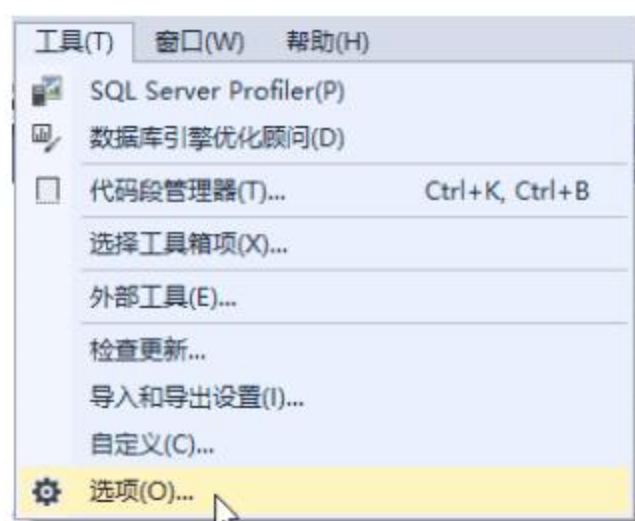 工具(T) 窗口(W) 帮助(H)
SQL Server Profiler(P)
数据库引擎优化顾问(D)
代码段管理器(T)... Ctrl+K, Ctrl+B
选择工具箱项(X)...
外部工具(E)...
检查更新...
导入和导出设置(I)...
自定义(C)...
选项(O)...